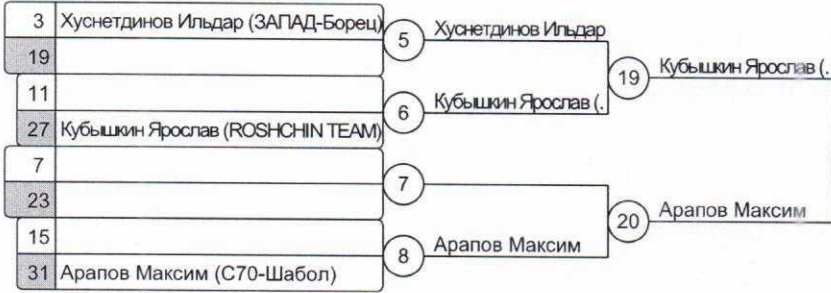 3 Хуснетдинов Ильдар (ЗАПАД-Борец)
19
5 Хуснетдинов Ильдар
11
27 Кубышкин Ярослав (ROSHCHIN TEAM)
6 Кубышкин Ярослав (.
19 Кубышкин Ярослав (.
7
23
7
15
31 Арапов Максим (С70-Шабол)
8 Арапов Максим
20 Арапов Максим